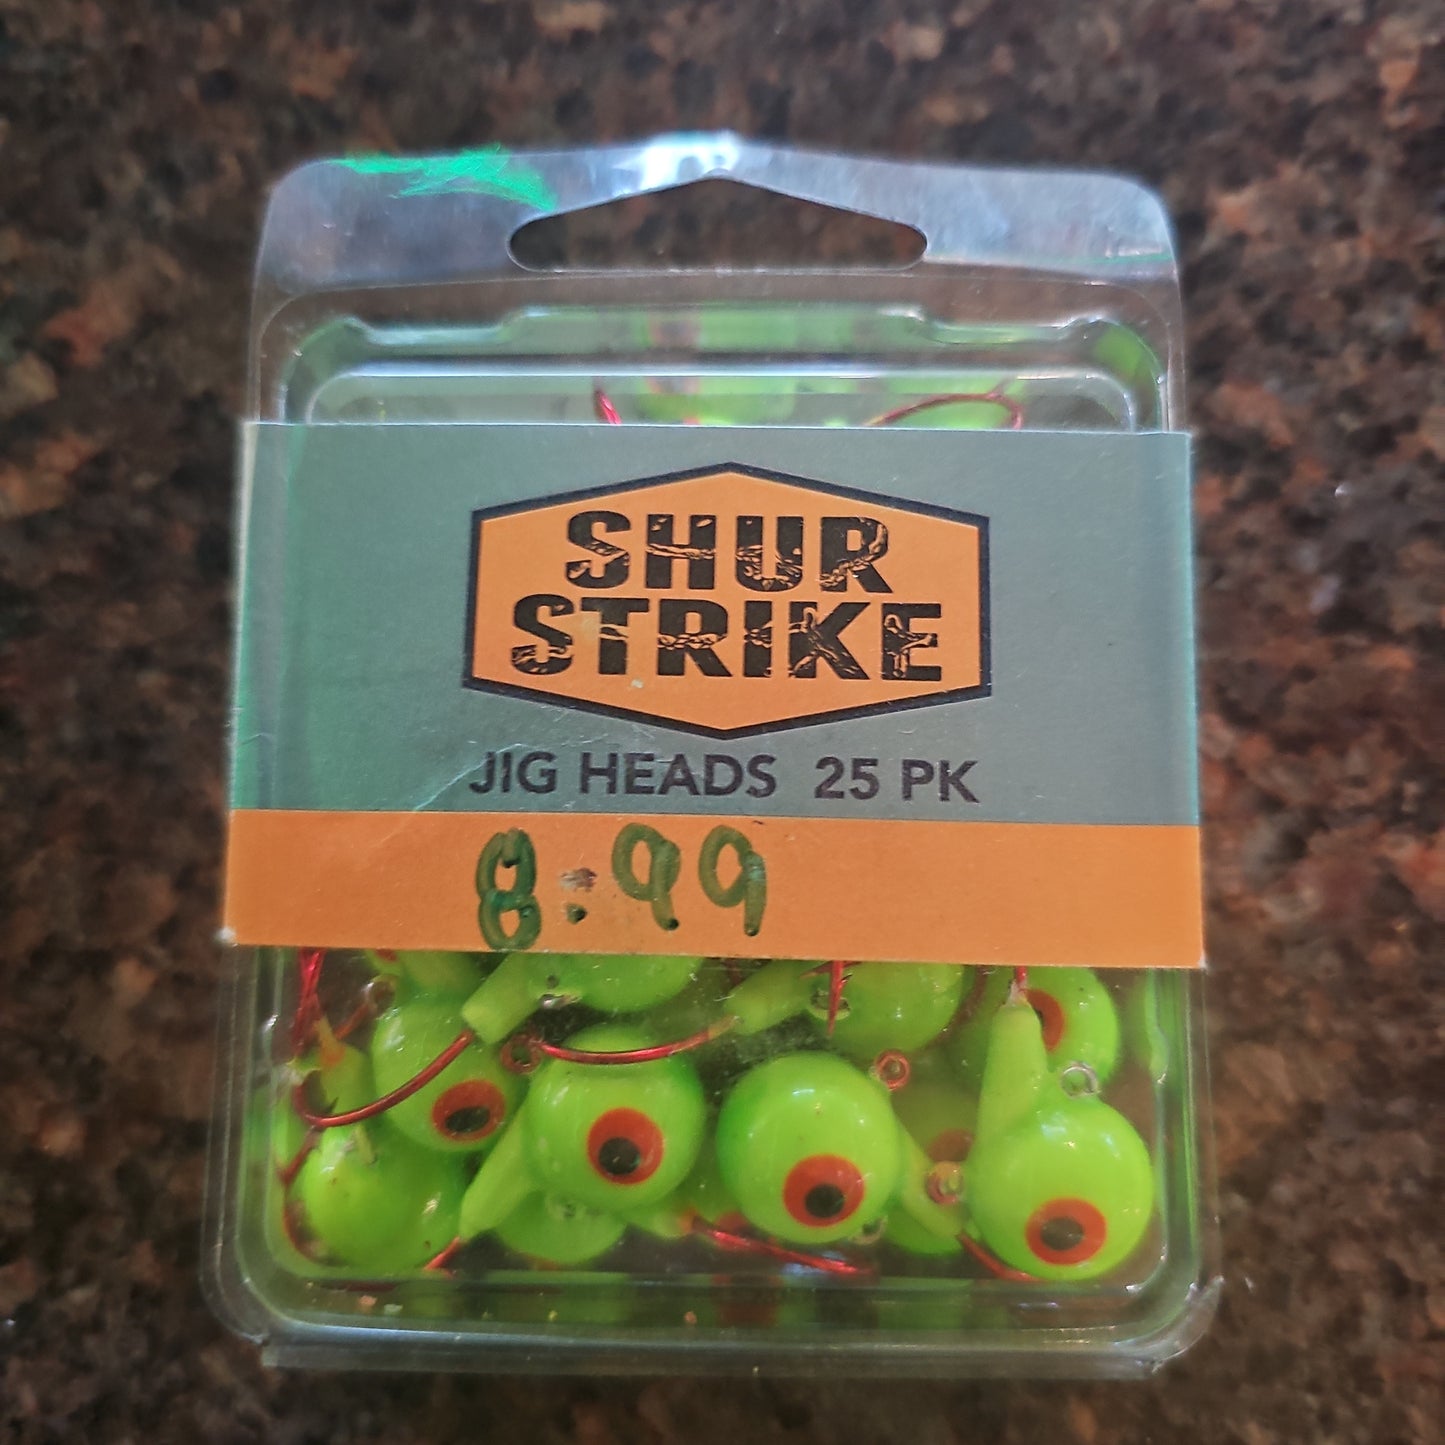 SHUR
STRIKE
JIG HEADS 25 PK
8.99